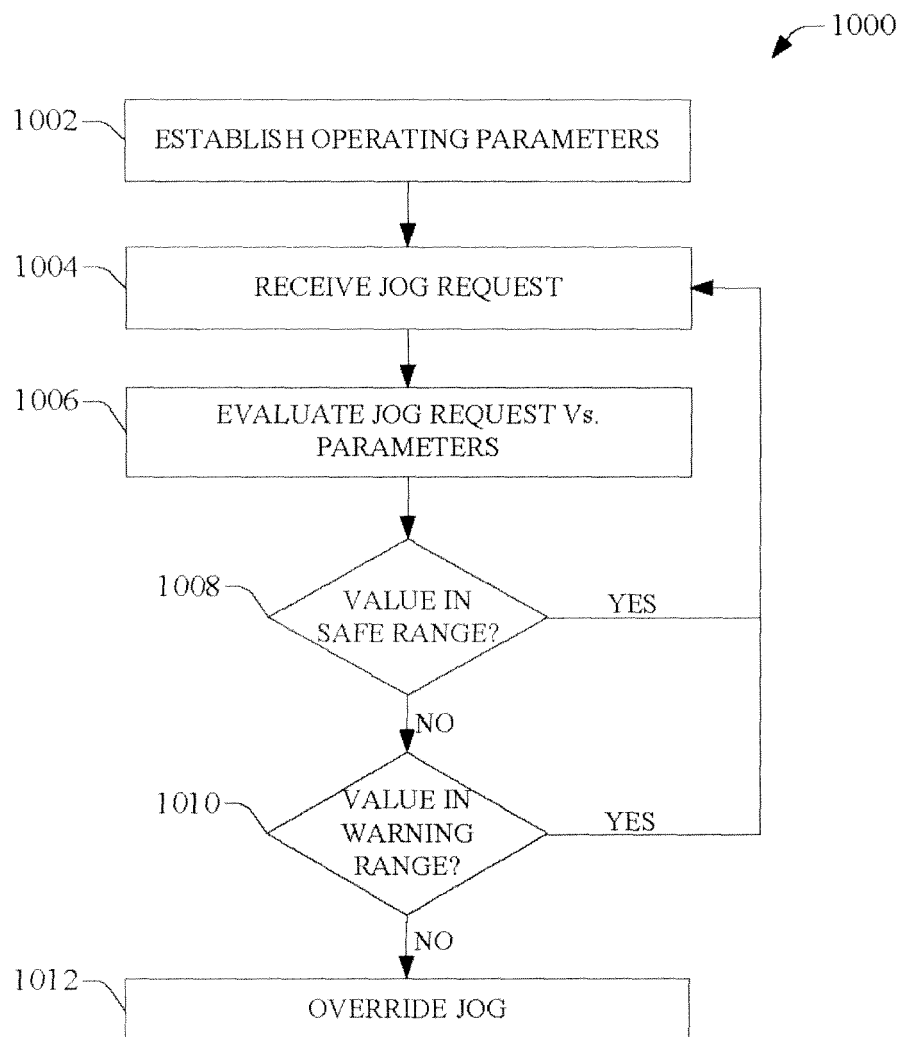 1000
1002
ESTABLISH OPERATING PARAMETERS
1004
RECEIVE JOG REQUEST
1006
EVALUATE JOG REQUEST Vs.
PARAMETERS
1008
VALUE IN
SAFE RANGE?
YES
NO
1010
VALUE IN
WARNING
RANGE?
YES
NO
1012
OVERRIDE JOG